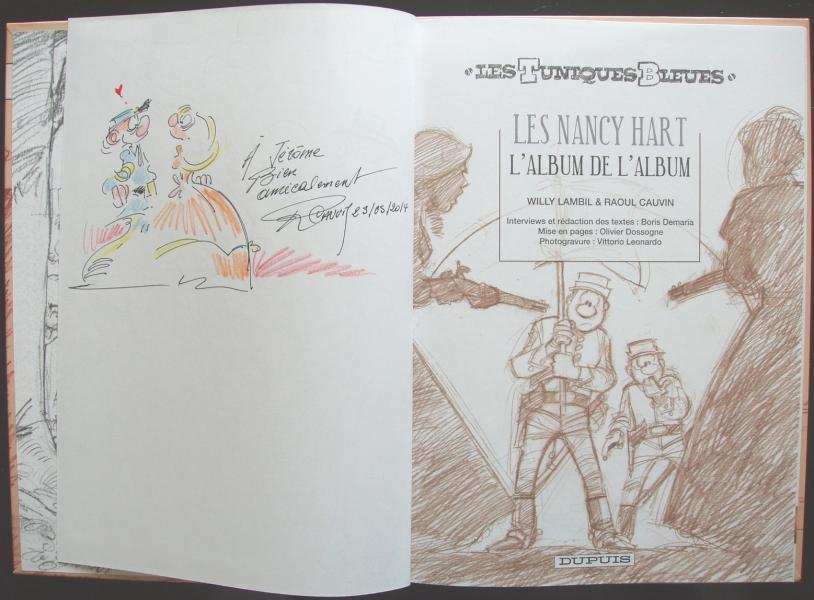 À Jérôme
Bien
amicalement
Cauvin 23/05/2014
LES TUNIQUES BLEUES
LES NANCY HART
L'ALBUM DE L'ALBUM
WILLY LAMBIL & RAOUL CAUVIN
Interviews et rédaction des textes : Boris Demaria
Mise en pages : Olivier Dossogne
Photogravure : Vittorio Leonardo
DUPUIS